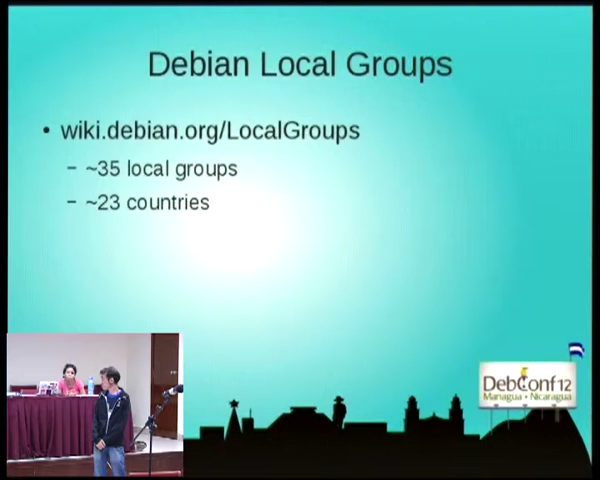 Debian Local Groups
• wiki.debian.org/LocalGroups
– ~35 local groups
– ~23 countries
DebConf12
Managua • Nicaragua